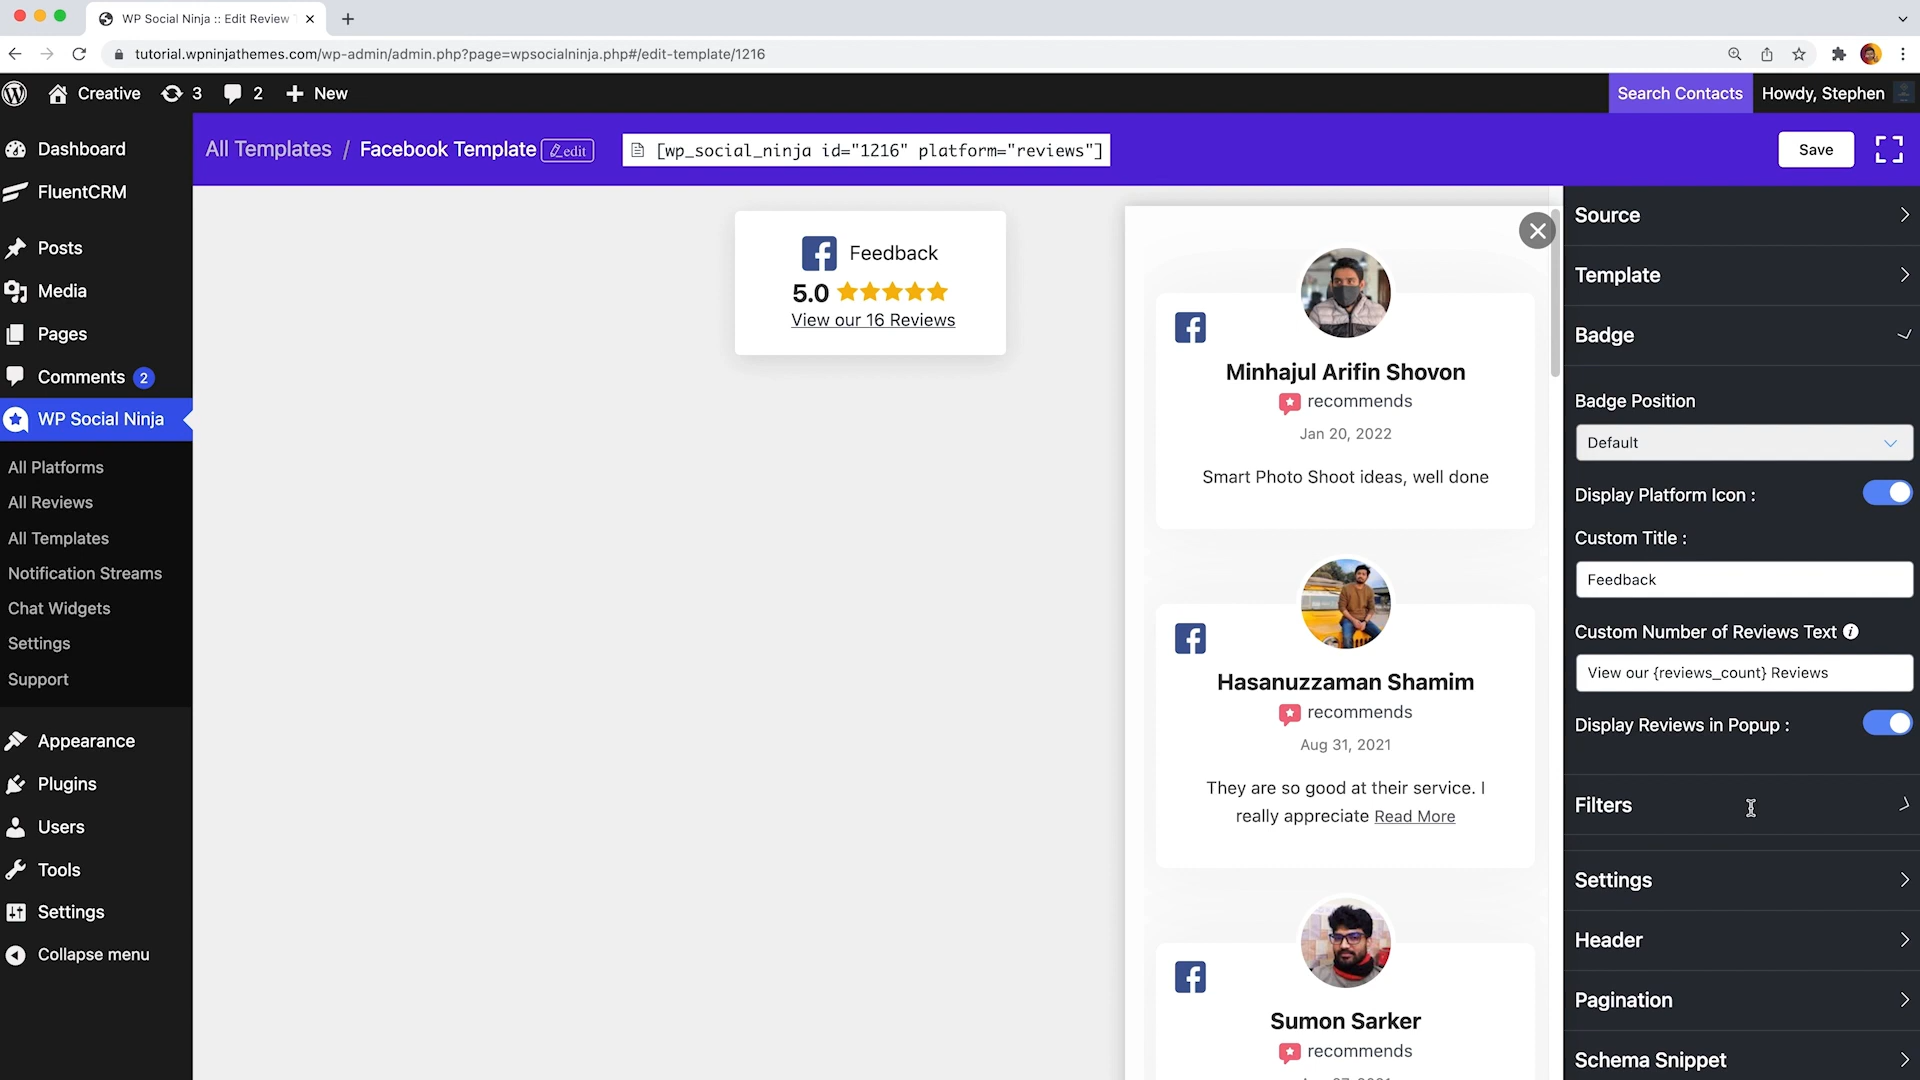 WP Social Ninja :: Edit Review
tutorial.wpninjathemes.com/wp-admin/admin.php?page=wpsocialninja.php#/edit-template/1216
Creative 3 2 New
Search Contacts
Howdy, Stephen
Dashboard
FluentCRM
Posts
Media
Pages
Comments 2
WP Social Ninja
All Platforms
All Reviews
All Templates
Notification Streams
Chat Widgets
Settings
Support
Appearance
Plugins
Users
Tools
Settings
Collapse menu
All Templates / Facebook Template edit
[wp_social_ninja id="1216" platform="reviews"]
Save
Feedback
5.0
View our 16 Reviews
Minhajul Arifin Shovon
recommends
Jan 20, 2022
Smart Photo Shoot ideas, well done
Hasanuzzaman Shamim
recommends
Aug 31, 2021
They are so good at their service. I
really appreciate Read More
Sumon Sarker
recommends
Source
Template
Badge
Badge Position
Default
Display Platform Icon :
Custom Title :
Feedback
Custom Number of Reviews Text
View our {reviews_count} Reviews
Display Reviews in Popup :
Filters
Settings
Header
Pagination
Schema Snippet